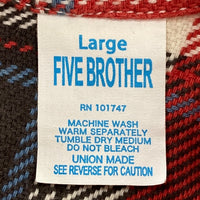 Large
FIVE BROTHER
RN 101747
MACHINE WASH
WARM SEPARATELY
TUMBLE DRY MEDIUM
DO NOT BLEACH
UNION MADE
SEE REVERSE FOR CAUTION